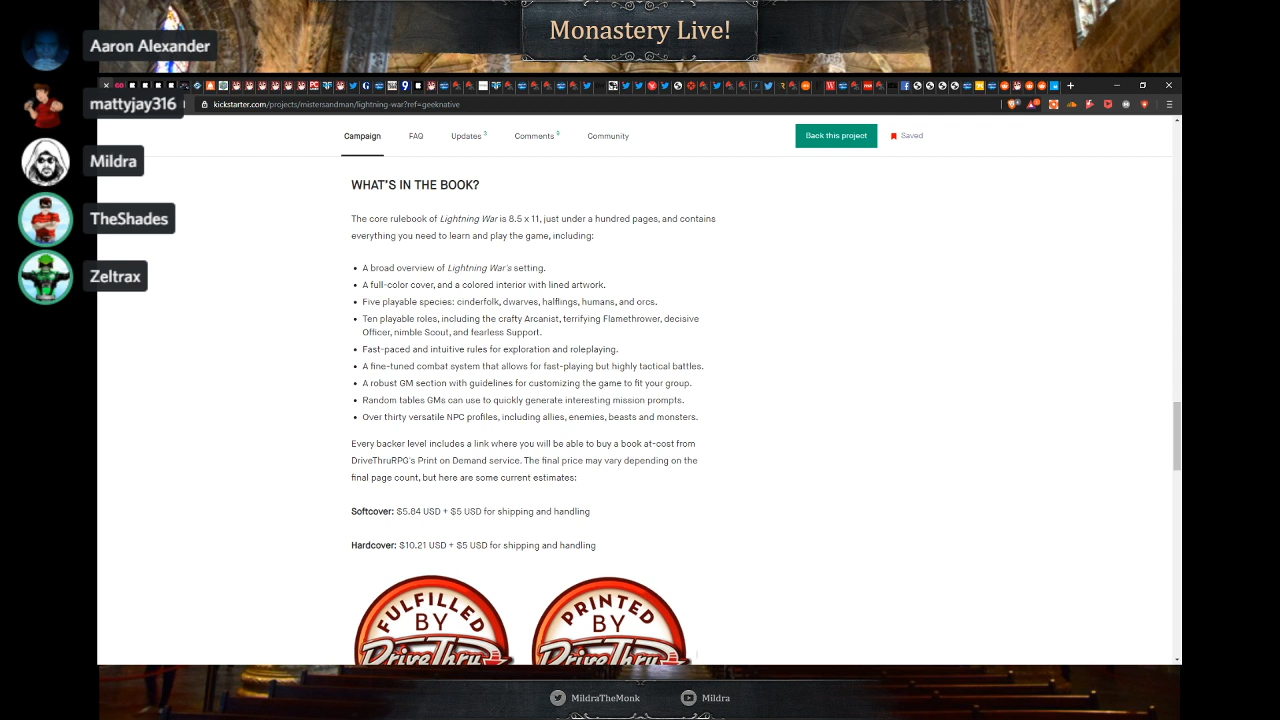 Monastery Live!
Aaron Alexander
mattyjay316
Mildra
TheShades
Zeltrax
kickstarter.com/projects/mistersandman/lightning-war?ref=geeknative
Campaign FAQ Updates 3 Comments Community Back this project Saved
WHAT'S IN THE BOOK?
The core rulebook of Lightning War is 8.5 x 11, just under a hundred pages, and contains
everything you need to learn and play the game, including:
• A broad overview of Lightning War's setting.
• A full-color cover, and a colored interior with lined artwork.
• Five playable species: cinderfolk, dwarves, halflings, humans, and orcs.
• Ten playable roles, including the crafty Arcanist, terrifying Flamethrower, decisive
Officer, nimble Scout, and fearless Support.
• Fast-paced and intuitive rules for exploration and roleplaying.
• A fine-tuned combat system that allows for fast-playing but highly tactical battles.
• A robust GM section with guidelines for customizing the game to fit your group.
• Random tables GMs can use to quickly generate interesting mission prompts.
• Over thirty versatile NPC profiles, including allies, enemies, beasts and monsters.
Every backer level includes a link where you will be able to buy a book at-cost from
DriveThruRPG's Print on Demand service. The final price may vary depending on the
final page count, but here are some current estimates:
Softcover: $5.84 USD + $5 USD for shipping and handling
Hardcover: $10.21 USD + $5 USD for shipping and handling
FULFILLED BY DriveThru
PRINTED BY DriveThru
MildraTheMonk Mildra